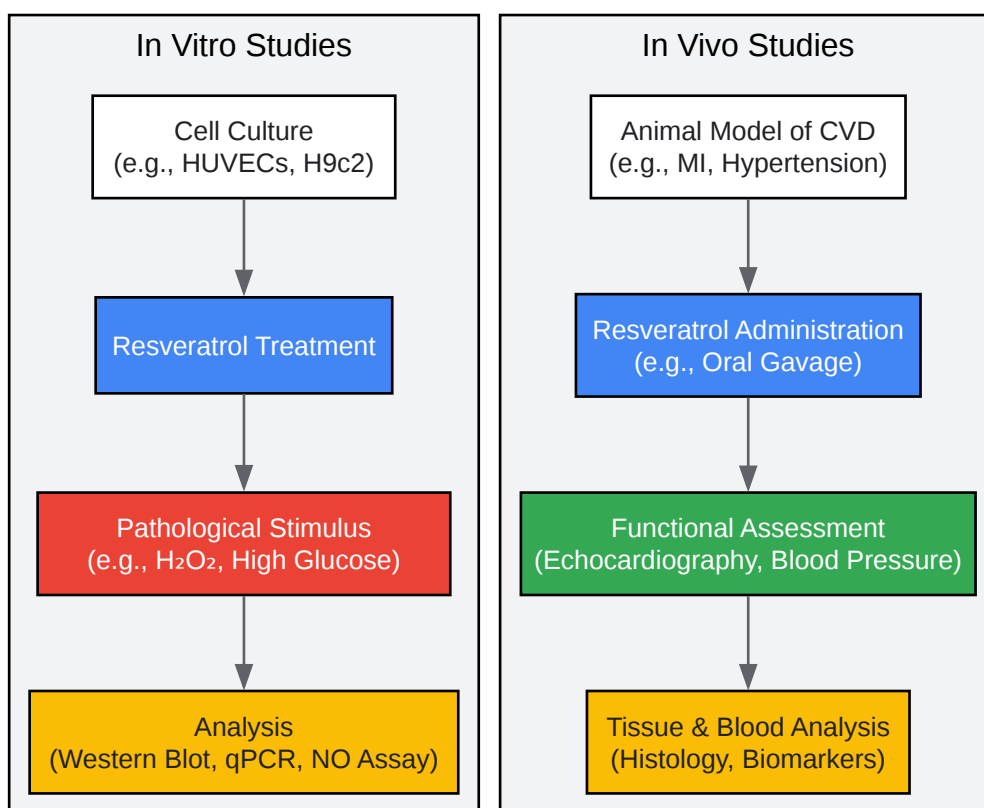 In Vitro Studies
Cell Culture
(e.g., HUVECs, H9c2)
Resveratrol Treatment
Pathological Stimulus
(e.g., H₂O₂, High Glucose)
Analysis
(Western Blot, qPCR, NO Assay)
In Vivo Studies
Animal Model of CVD
(e.g., MI, Hypertension)
Resveratrol Administration
(e.g., Oral Gavage)
Functional Assessment
(Echocardiography, Blood Pressure)
Tissue & Blood Analysis
(Histology, Biomarkers)